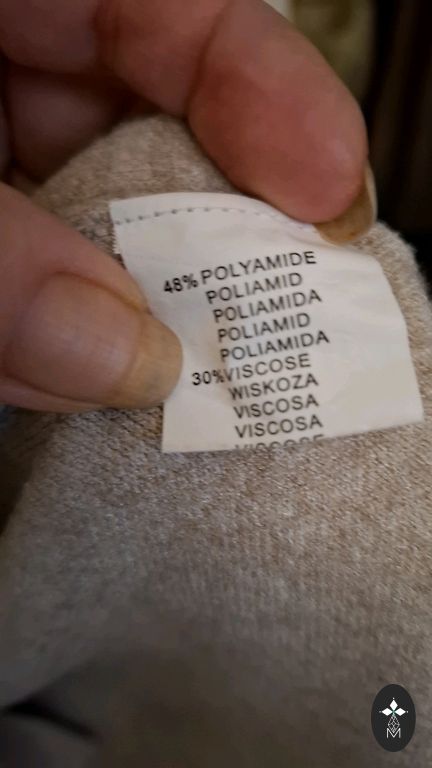 48% POLYAMIDE
POLIAMID
POLIAMIDA
POLIAMID
POLIAMIDA
30% VISCOSE
WISKOZA
VISCOSA
VISCOSA